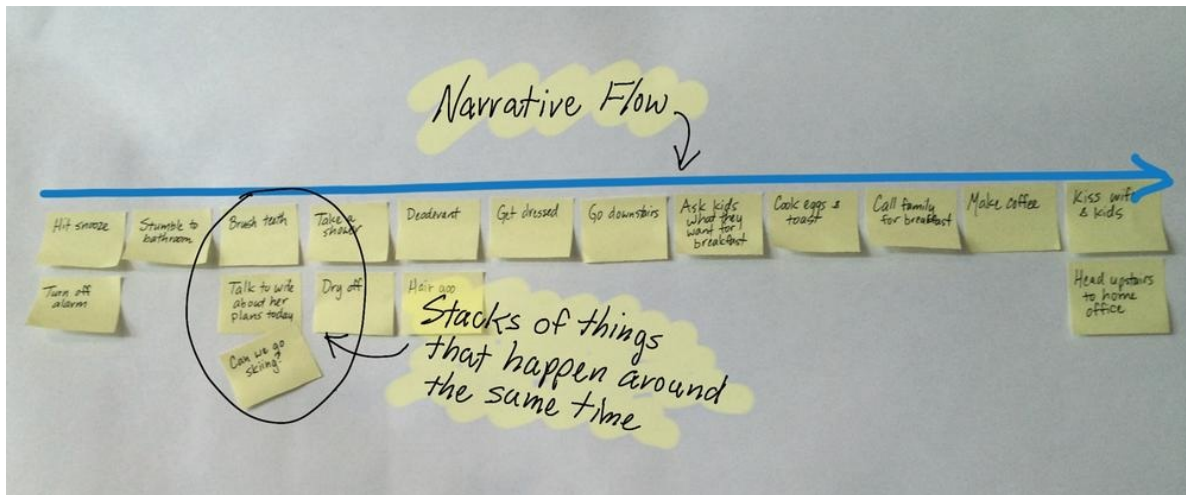 Narrative Flow
Hit snooze
Stumble to
bathroom
Brush teeth
Take a
shower
Deodorant
Get dressed
Go downstairs
Ask kids
what they
want for
breakfast
Cook eggs &
toast
Call family
for breakfast
Make coffee
Kiss wife
& kids
Turn off
alarm
Talk to wife
about her
plans today
Dry off
Hair goo
Head upstairs
to home
office
Can we go
skiing?
Stacks of things
that happen around
the same time